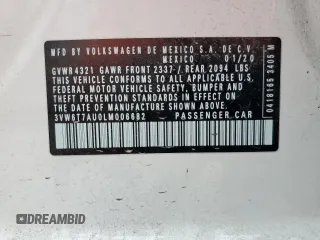 MFD BY VOLKSWAGEN DE MEXICO S.A. DE C.V.
MEXICO 01/20
GVWR 4321 GAWR FRONT 2337 / REAR 2094 LBS
THIS VEHICLE CONFORMS TO ALL APPLICABLE U.S.
FEDERAL MOTOR VEHICLE SAFETY, BUMPER AND
THEFT PREVENTION STANDARDS IN EFFECT ON
THE DATE OF MANUFACTURE SHOWN ABOVE.
3VW6T7AU0LM006682 PASSENGER CAR
0418165 3405 M
© DREAMBID